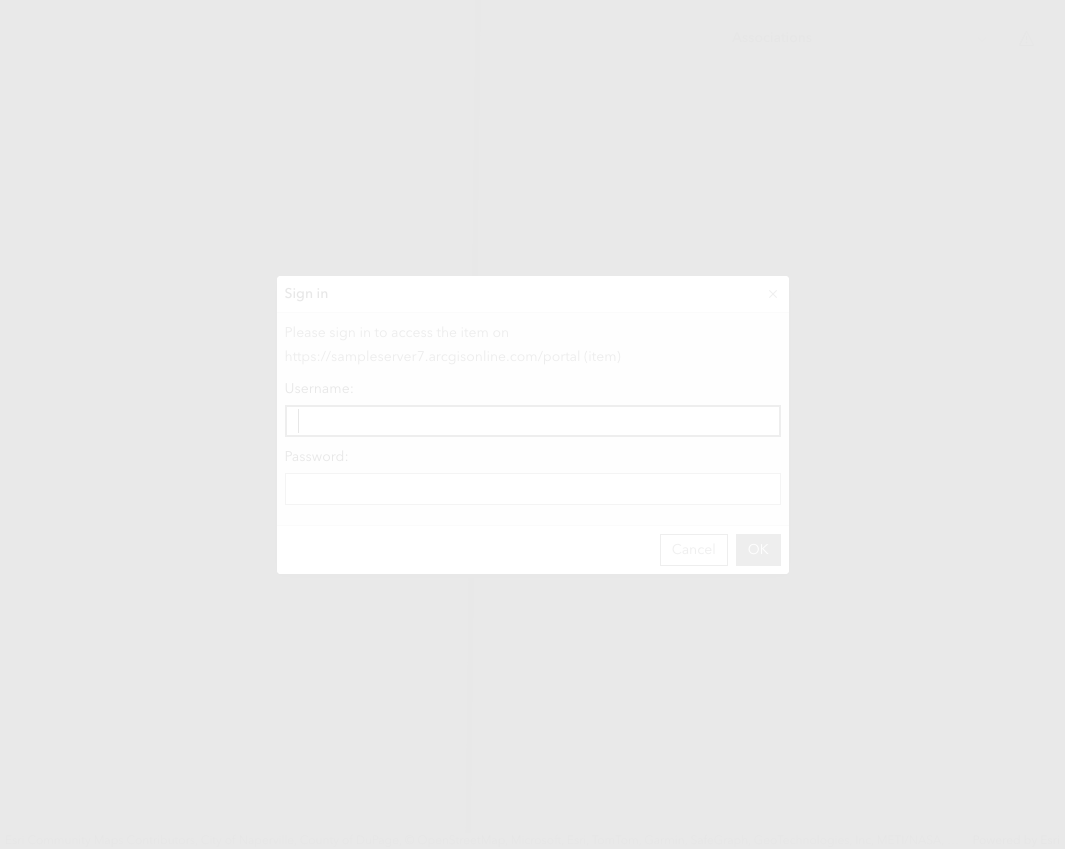 Sign in
×
Please sign in to access the item on
https://sampleserver7.arcgisonline.com/portal (item)
Username:
Password:
Cancel
OK